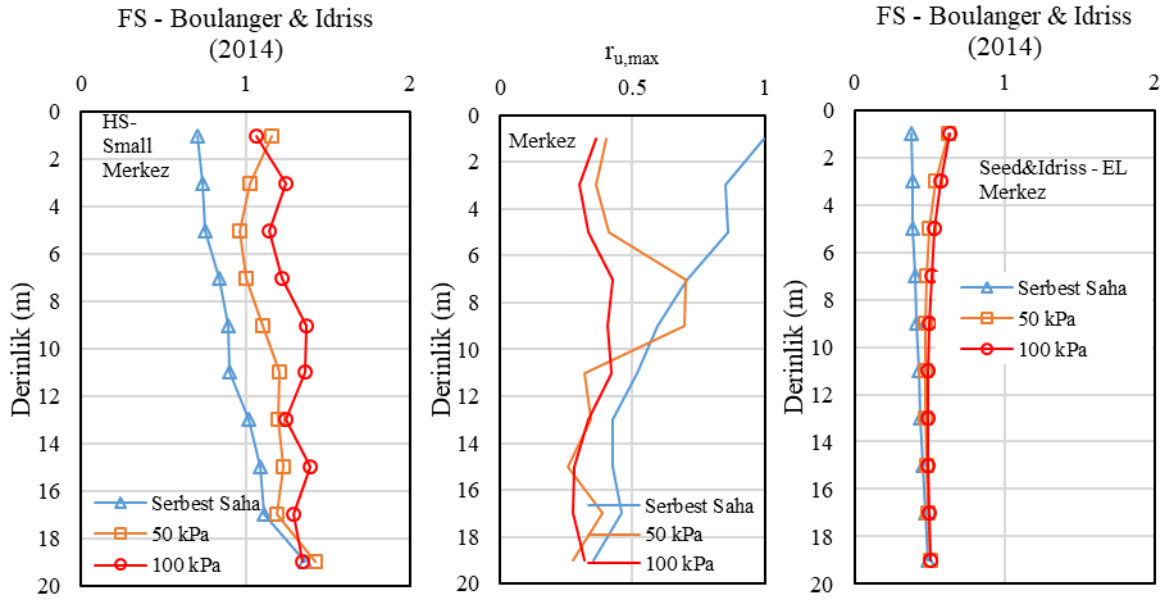 FS - Boulanger & Idriss
(2014)
0 1 2
0
2
4
6
8
10
12
14
16
18
20
Derinlik (m)
HS-
Small
Merkez
Serbest Saha
50 kPa
100 kPa
ru,max
0 0.5 1
0
2
4
6
8
10
12
14
16
18
20
Derinlik (m)
Merkez
Serbest Saha
50 kPa
100 kPa
FS - Boulanger & Idriss
(2014)
0 1 2
0
2
4
6
8
10
12
14
16
18
20
Derinlik (m)
Seed&Idriss - EL
Merkez
Serbest Saha
50 kPa
100 kPa